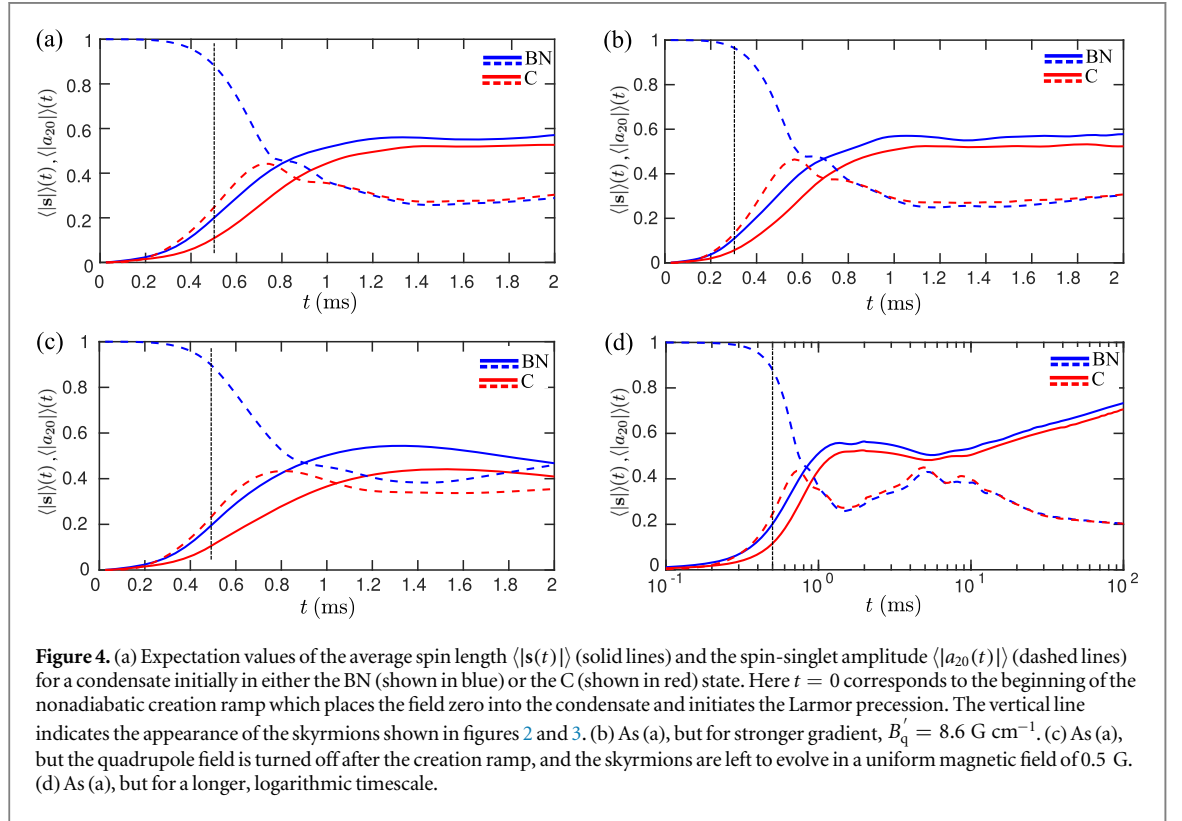 (a)
1
0.8
0.6
0.4
0.2
0
⟨|s|⟩(t), ⟨|a₂₀|⟩(t)
BN
C
0 0.2 0.4 0.6 0.8 1 1.2 1.4 1.6 1.8 2
t (ms)
(b)
1
0.8
0.6
0.4
0.2
0
⟨|s|⟩(t), ⟨|a₂₀|⟩(t)
BN
C
0 0.2 0.4 0.6 0.8 1 1.2 1.4 1.6 1.8 2
t (ms)
(c)
1
0.8
0.6
0.4
0.2
0
⟨|s|⟩(t), ⟨|a₂₀|⟩(t)
BN
C
0 0.2 0.4 0.6 0.8 1 1.2 1.4 1.6 1.8 2
t (ms)
(d)
1
0.8
0.6
0.4
0.2
0
⟨|s|⟩(t), ⟨|a₂₀|⟩(t)
BN
C
10⁻¹ 10⁰ 10¹ 10²
t (ms)
Figure 4. (a) Expectation values of the average spin length ⟨|s(t)|⟩ (solid lines) and the spin-singlet amplitude ⟨|a₂₀(t)|⟩ (dashed lines)
for a condensate initially in either the BN (shown in blue) or the C (shown in red) state. Here t = 0 corresponds to the beginning of the
nonadiabatic creation ramp which places the field zero into the condensate and initiates the Larmor precession. The vertical line
indicates the appearance of the skyrmions shown in figures 2 and 3. (b) As (a), but for stronger gradient, B′q = 8.6 G cm⁻¹. (c) As (a),
but the quadrupole field is turned off after the creation ramp, and the skyrmions are left to evolve in a uniform magnetic field of 0.5 G.
(d) As (a), but for a longer, logarithmic timescale.